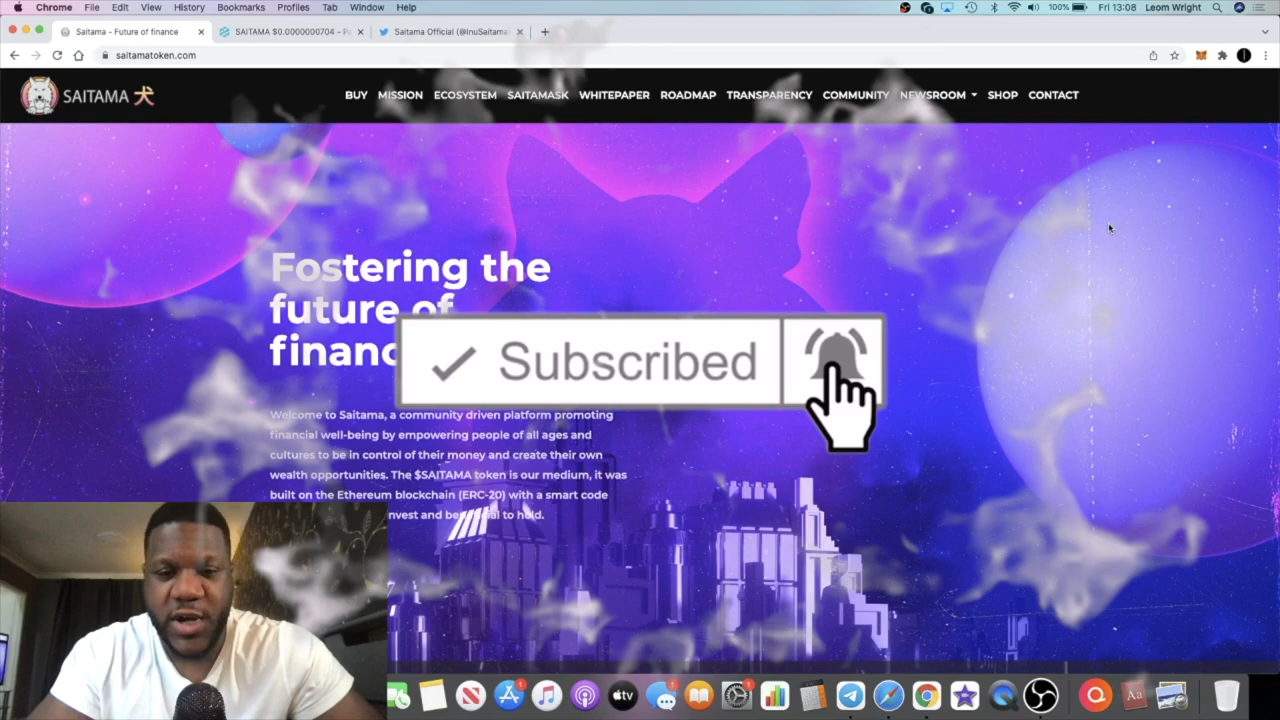 Chrome File Edit View History Bookmarks Profiles Tab Window Help 100% Fri 13:08 Leom Wright
Saitama - Future of finance SAITAMA $0.0000000704 - Saitama Official (@InuSaitama
saitamatoken.com
SAITAMA 犬 BUY MISSION ECOSYSTEM SAITAMASK WHITEPAPER ROADMAP TRANSPARENCY COMMUNITY NEWSROOM SHOP CONTACT
Fostering the
future of
financ
Subscribed
Welcome to Saitama, a community driven platform promoting
financial well-being by empowering people of all ages and
cultures to be in control of their money and create their own
wealth opportunities. The $SAITAMA token is our medium, it was
built on the Ethereum blockchain (ERC-20) with a smart code
to hold.
tv Aa